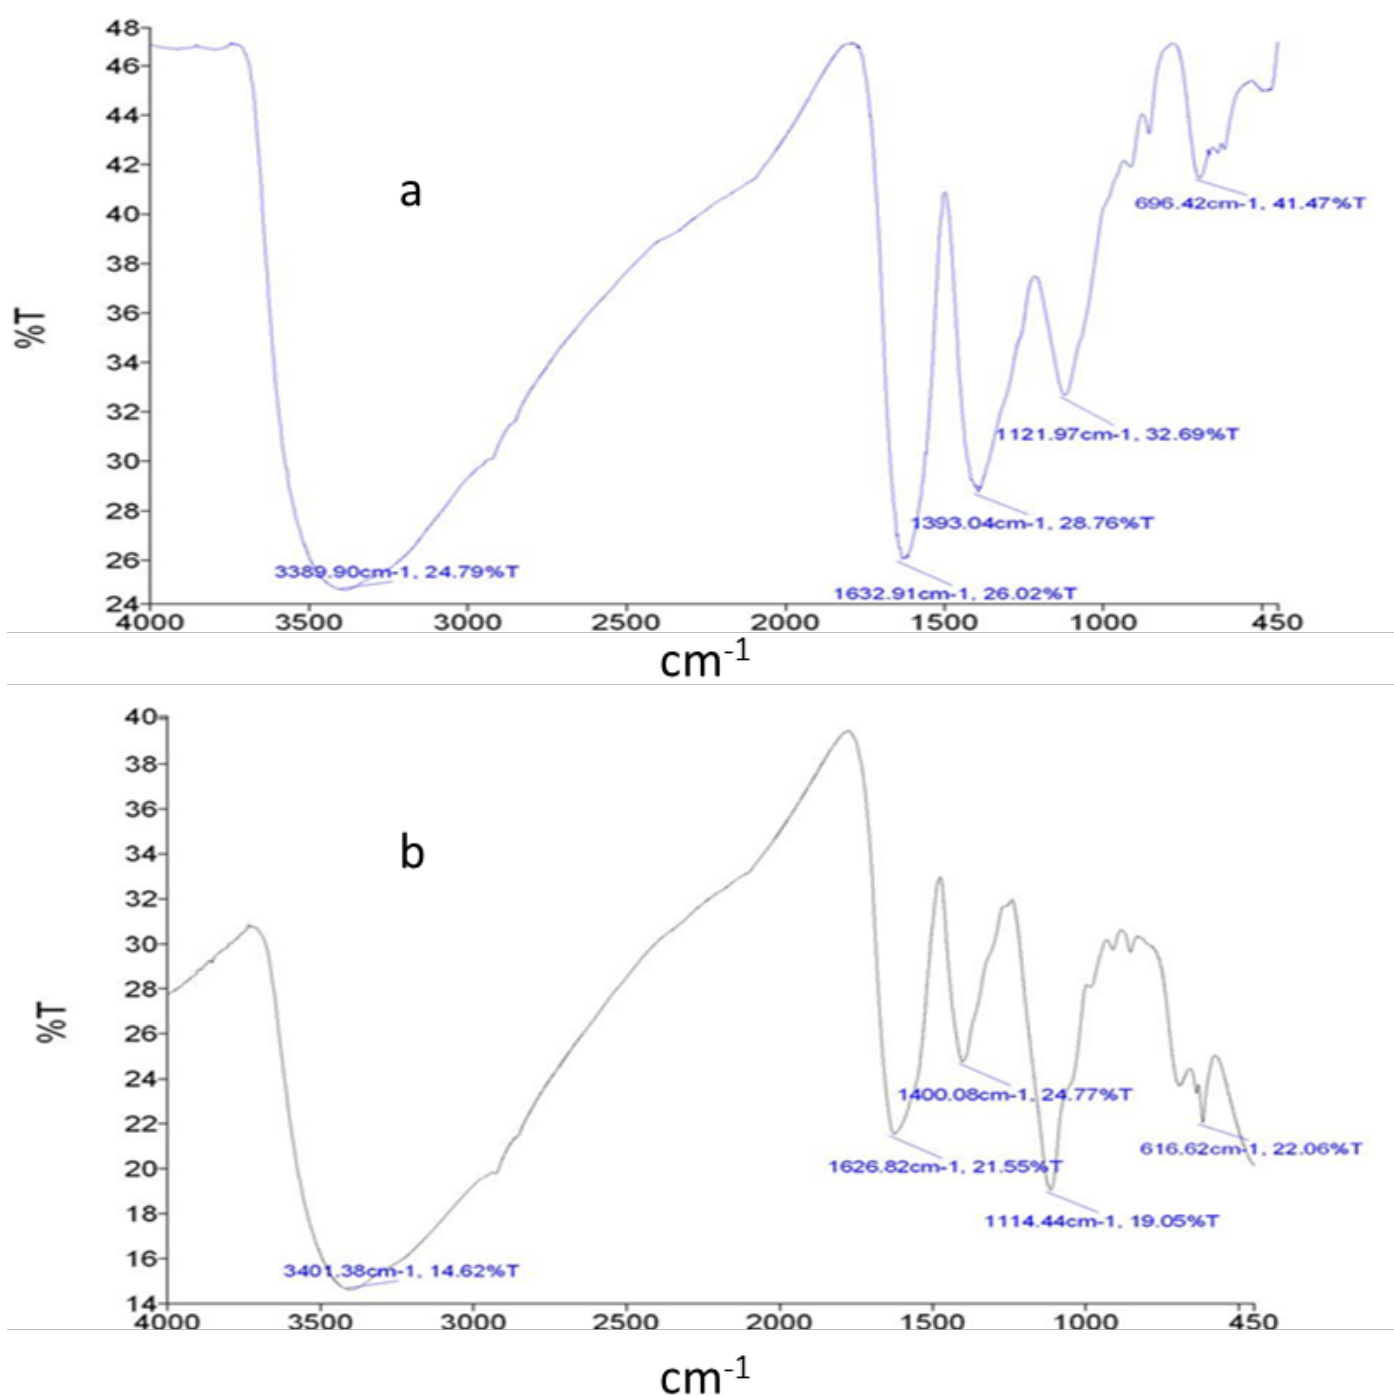 48
46
44
42
40
38
36
34
32
30
28
26
24
%T
a
696.42cm-1, 41.47%T
1121.97cm-1, 32.69%T
1393.04cm-1, 28.76%T
3389.90cm-1, 24.79%T
1632.91cm-1, 26.02%T
4000 3500 3000 2500 2000 1500 1000 450
cm-1
40
38
36
34
32
30
28
26
24
22
20
18
16
14
%T
b
1400.08cm-1, 24.77%T
616.62cm-1, 22.06%T
1626.82cm-1, 21.55%T
1114.44cm-1, 19.05%T
3401.38cm-1, 14.62%T
4000 3500 3000 2500 2000 1500 1000 450
cm-1